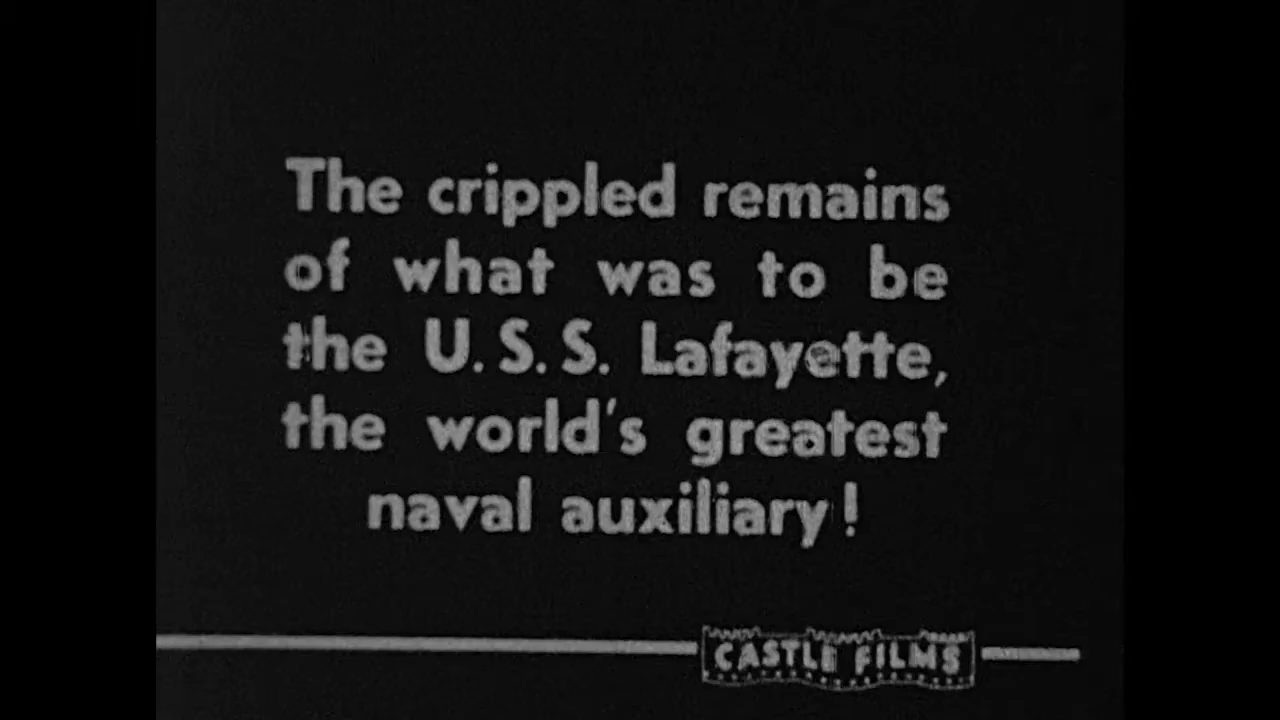 The crippled remains
of what was to be
the U.S.S. Lafayette,
the world's greatest
naval auxiliary!
CASTLE FILMS